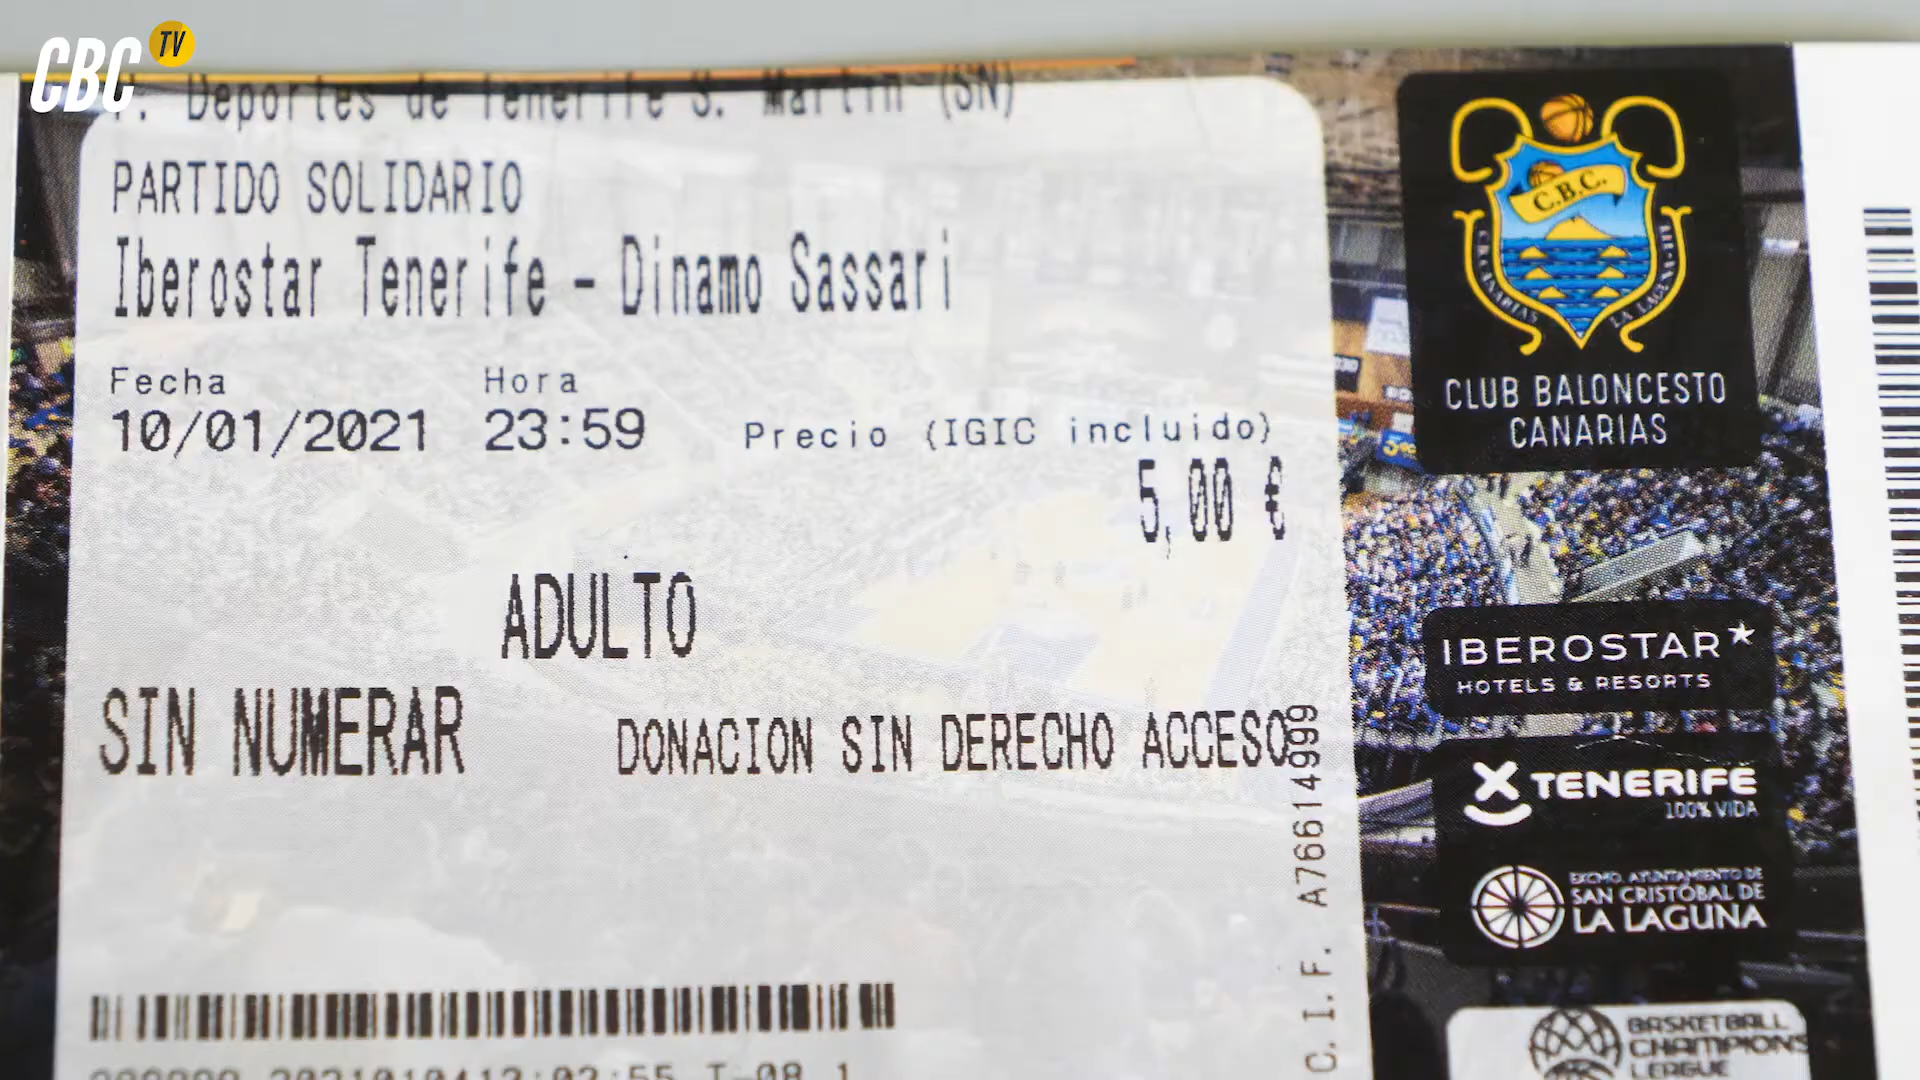 CBC TV
P. Deportes de Tenerife S. Martin (SN)
PARTIDO SOLIDARIO
Iberostar Tenerife - Dinamo Sassari
Fecha Hora
10/01/2021 23:59
Precio (IGIC incluido)
5,00 €
ADULTO
SIN NUMERAR DONACION SIN DERECHO ACCESO
C.I.F. A76614999
C.B.C.
CLUB BALONCESTO
CANARIAS
IBEROSTAR
HOTELS & RESORTS
TENERIFE
100% VIDA
EXCMO. AYUNTAMIENTO DE
SAN CRISTÓBAL DE
LA LAGUNA
BASKETBALL
CHAMPIONS
LEAGUE